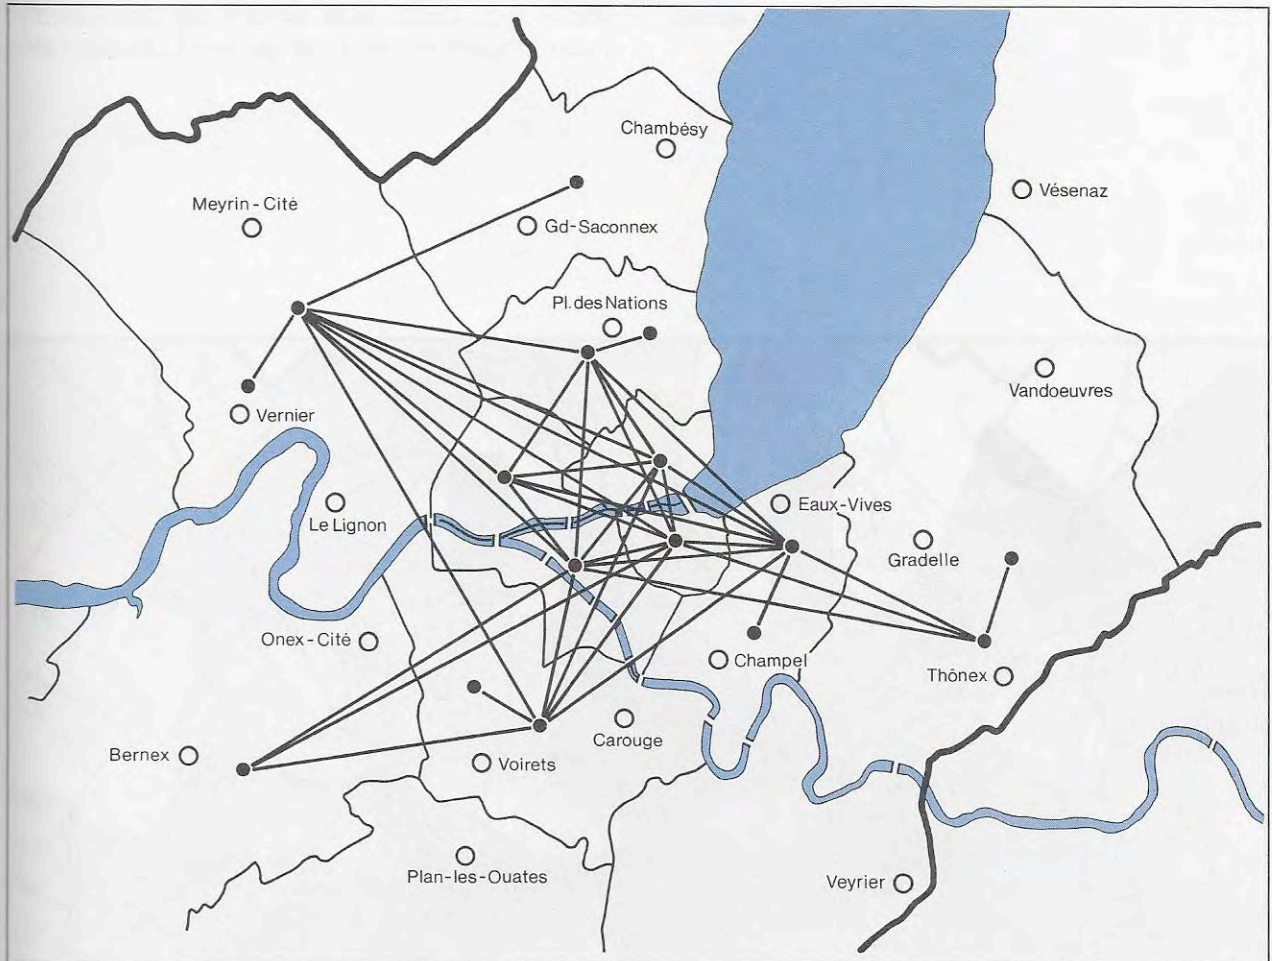 Chambésy
Vésenaz
Meyrin-Cité
Gd-Saconnex
Pl. des Nations
Vandoeuvres
Vernier
Le Lignon
Eaux-Vives
Gradelle
Onex-Cité
Champel
Thônex
Carouge
Bernex
Voirets
Plan-les-Ouates
Veyrier